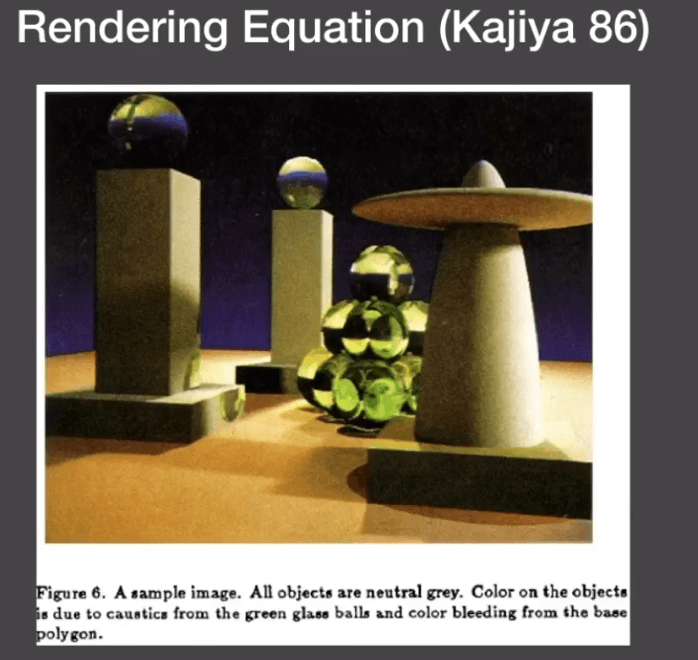 Rendering Equation (Kajiya 86)
Figure 6. A sample image. All objects are neutral grey. Color on the objects
is due to caustics from the green glass balls and color bleeding from the base
polygon.